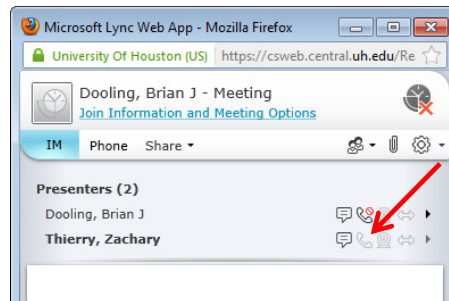 Microsoft Lync Web App - Mozilla Firefox
University Of Houston (US) https://csweb.central.uh.edu/Re
Dooling, Brian J - Meeting
Join Information and Meeting Options
IM Phone Share
Presenters (2)
Dooling, Brian J
Thierry, Zachary